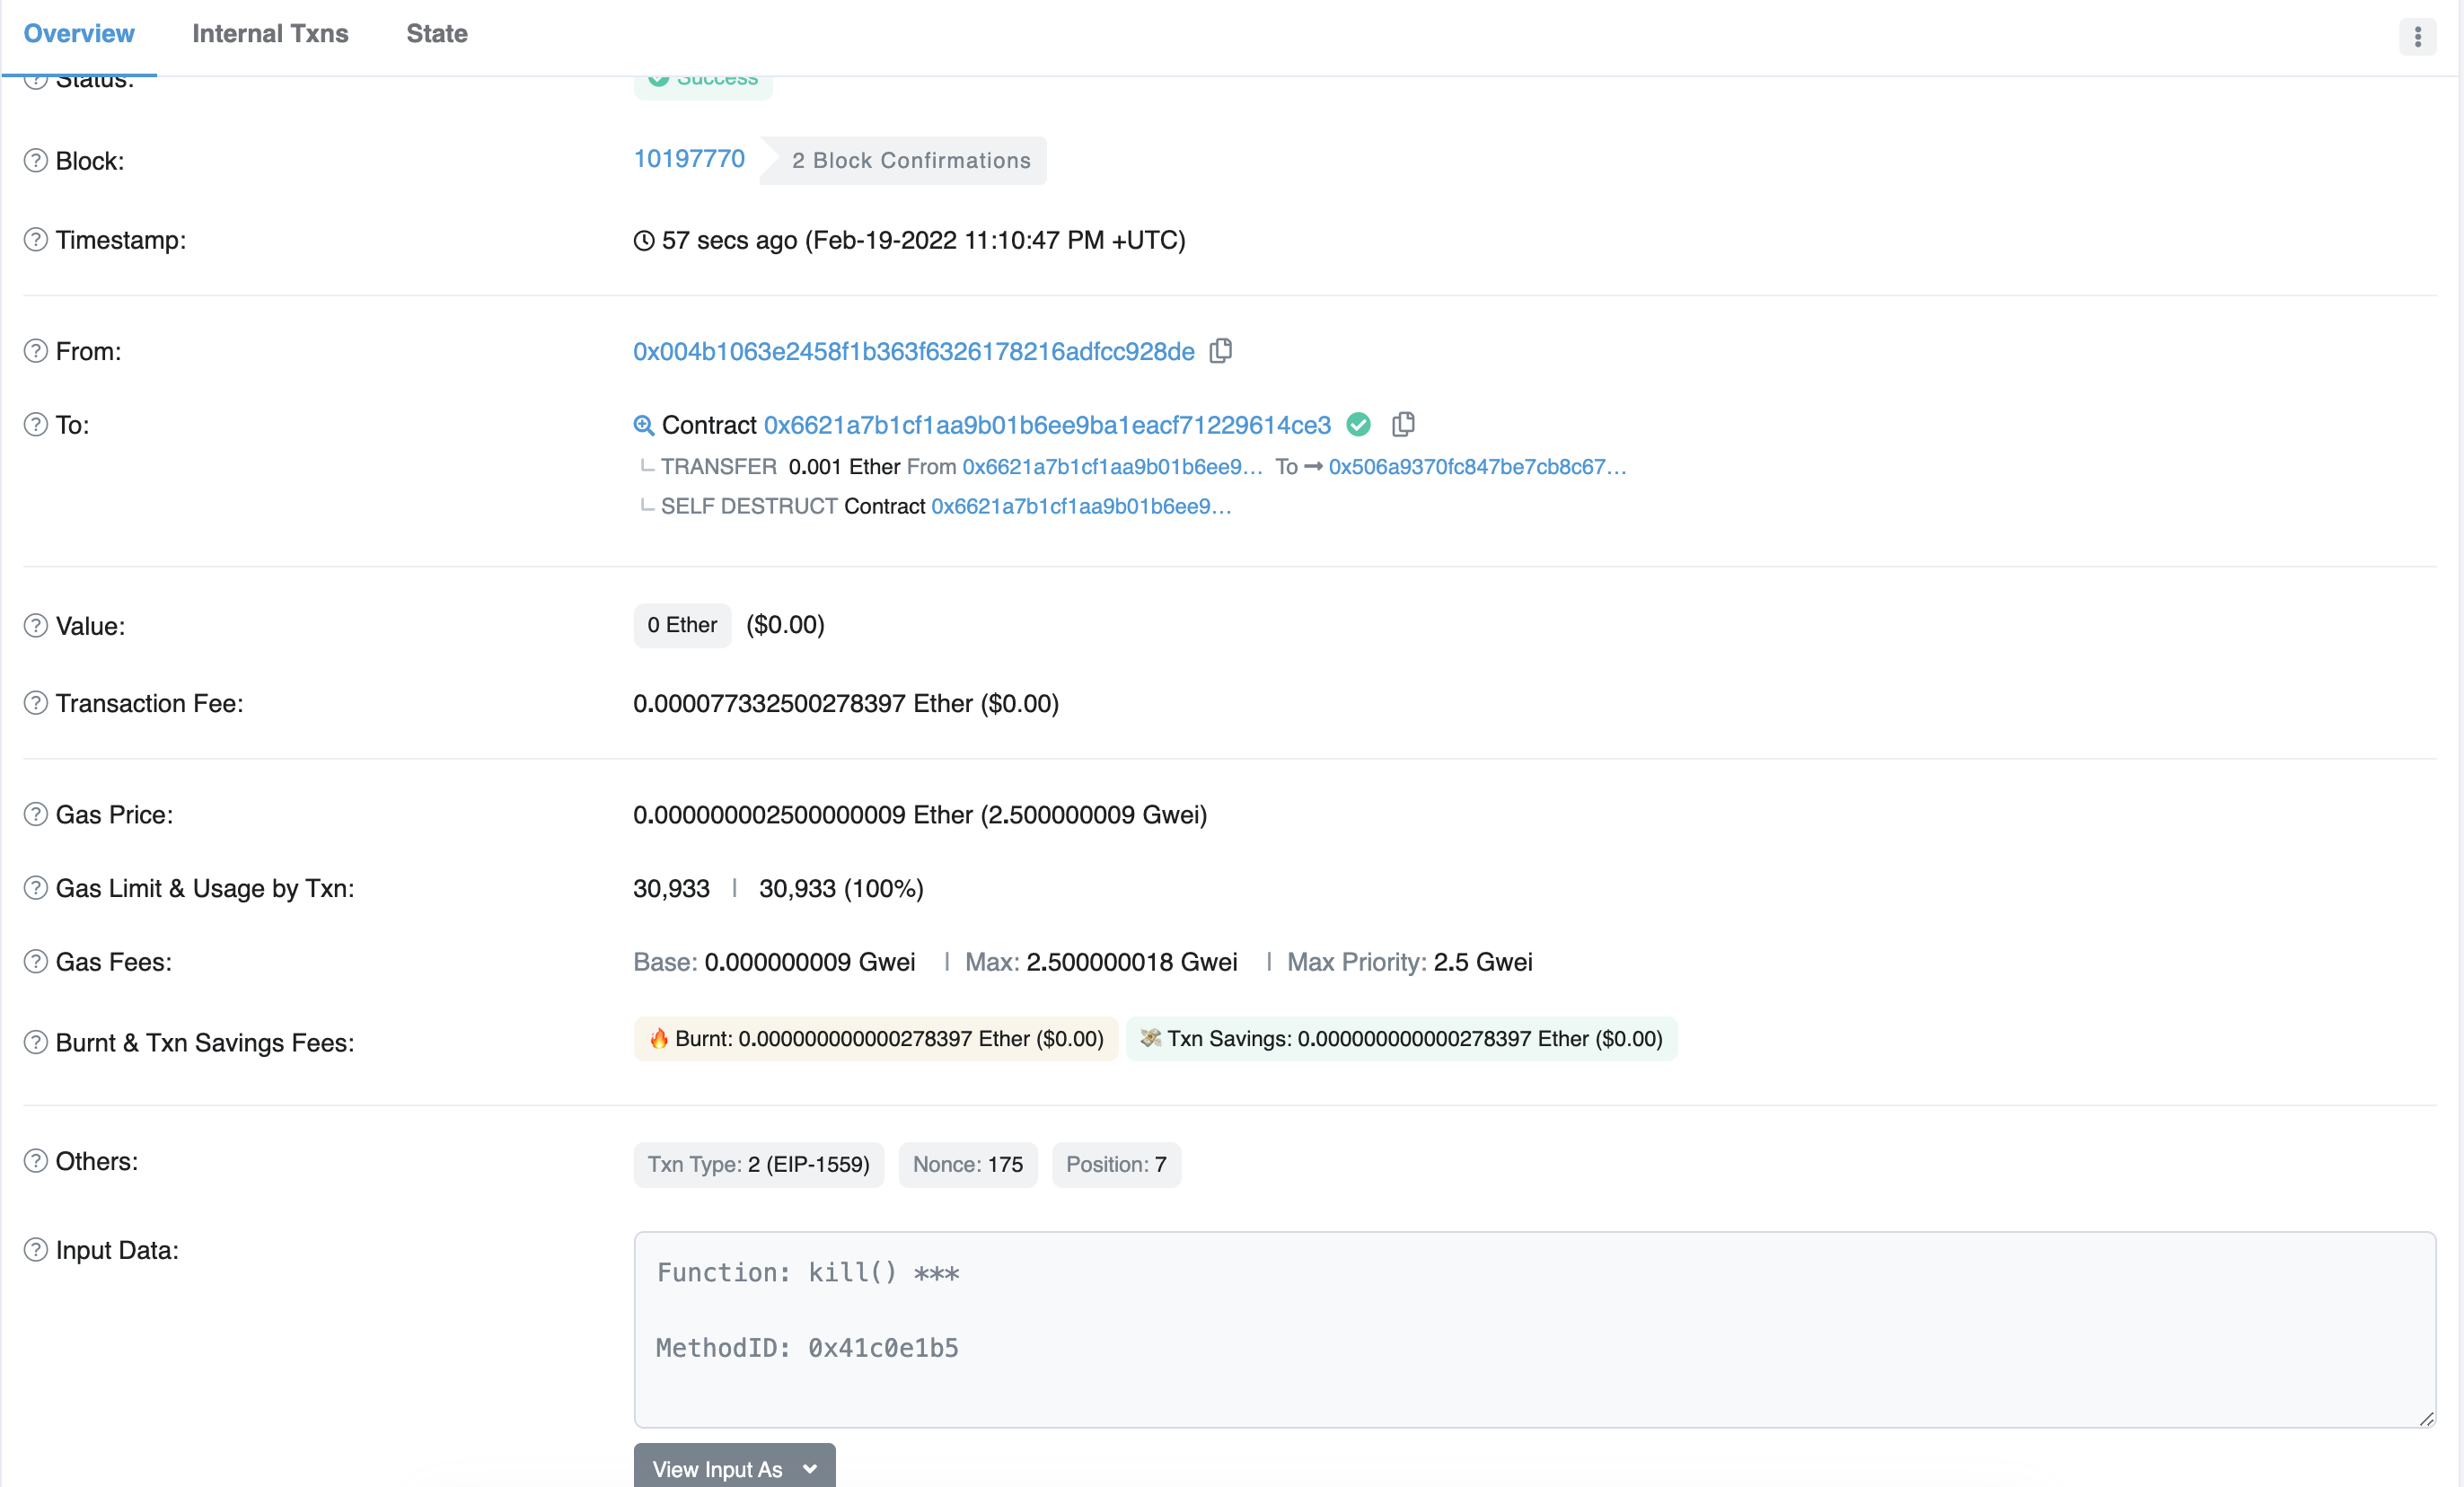 Overview Internal Txns State
Status: Success
Block: 10197770 2 Block Confirmations
Timestamp: 57 secs ago (Feb-19-2022 11:10:47 PM +UTC)
From: 0x004b1063e2458f1b363f6326178216adfcc928de
To: Contract 0x6621a7b1cf1aa9b01b6ee9ba1eacf71229614ce3
TRANSFER 0.001 Ether From 0x6621a7b1cf1aa9b01b6ee9... To → 0x506a9370fc847be7cb8c67...
SELF DESTRUCT Contract 0x6621a7b1cf1aa9b01b6ee9...
Value: 0 Ether ($0.00)
Transaction Fee: 0.000077332500278397 Ether ($0.00)
Gas Price: 0.000000002500000009 Ether (2.500000009 Gwei)
Gas Limit & Usage by Txn: 30,933 | 30,933 (100%)
Gas Fees: Base: 0.000000009 Gwei | Max: 2.500000018 Gwei | Max Priority: 2.5 Gwei
Burnt & Txn Savings Fees: 🔥 Burnt: 0.000000000000278397 Ether ($0.00) 💸 Txn Savings: 0.000000000000278397 Ether ($0.00)
Others: Txn Type: 2 (EIP-1559) Nonce: 175 Position: 7
Input Data: Function: kill() ***
MethodID: 0x41c0e1b5
View Input As